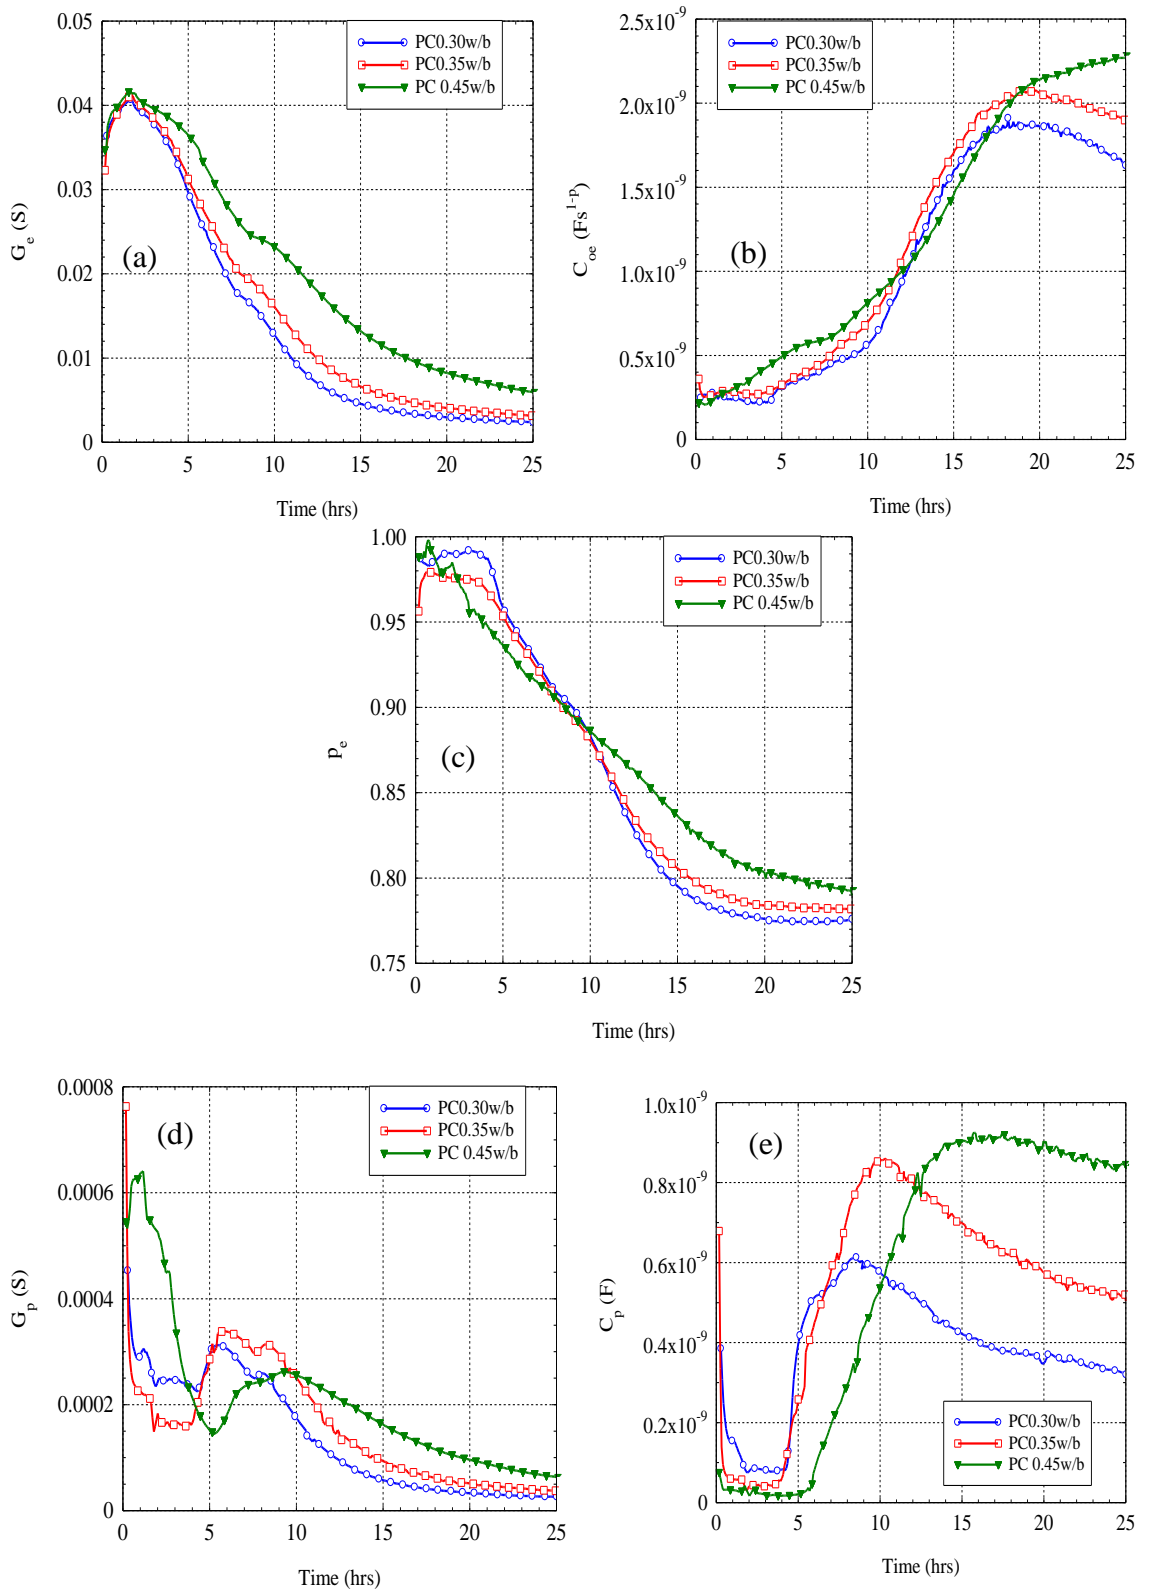 0.05
0.04
0.03
0.02
0.01
0
G_e (S)
PC0.30w/b
PC0.35w/b
PC 0.45w/b
(a)
0 5 10 15 20 25
Time (hrs)
2.5x10^-9
2.0x10^-9
1.5x10^-9
1.0x10^-9
0.5x10^-9
0
C_oe (Fs^1-p)
PC0.30w/b
PC0.35w/b
PC 0.45w/b
(b)
0 5 10 15 20 25
Time (hrs)
1.00
0.95
0.90
0.85
0.80
0.75
p_e
PC0.30w/b
PC0.35w/b
PC 0.45w/b
(c)
0 5 10 15 20 25
Time (hrs)
0.0008
0.0006
0.0004
0.0002
0
G_p (S)
PC0.30w/b
PC0.35w/b
PC 0.45w/b
(d)
0 5 10 15 20 25
Time (hrs)
1.0x10^-9
0.8x10^-9
0.6x10^-9
0.4x10^-9
0.2x10^-9
0
C_p (F)
(e)
PC0.30w/b
PC0.35w/b
PC 0.45w/b
0 5 10 15 20 25
Time (hrs)